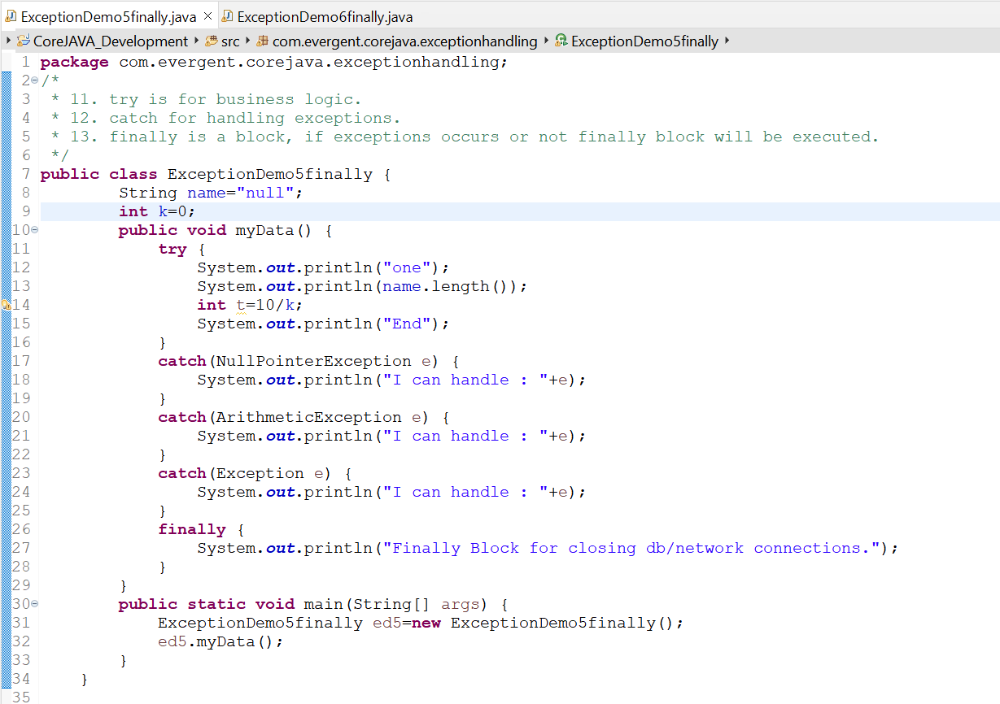 ExceptionDemo5finally.java ExceptionDemo6finally.java
CoreJAVA_Development src com.evergent.corejava.exceptionhandling ExceptionDemo5finally
1 package com.evergent.corejava.exceptionhandling;
2 /*
3  * 11. try is for business logic.
4  * 12. catch for handling exceptions.
5  * 13. finally is a block, if exceptions occurs or not finally block will be executed.
6  */
7 public class ExceptionDemo5finally {
8         String name="null";
9         int k=0;
10         public void myData() {
11             try {
12                 System.out.println("one");
13                 System.out.println(name.length());
14                 int t=10/k;
15                 System.out.println("End");
16             }
17             catch(NullPointerException e) {
18                 System.out.println("I can handle : "+e);
19             }
20             catch(ArithmeticException e) {
21                 System.out.println("I can handle : "+e);
22             }
23             catch(Exception e) {
24                 System.out.println("I can handle : "+e);
25             }
26             finally {
27                 System.out.println("Finally Block for closing db/network connections.");
28             }
29         }
30         public static void main(String[] args) {
31             ExceptionDemo5finally ed5=new ExceptionDemo5finally();
32             ed5.myData();
33         }
34     }
35